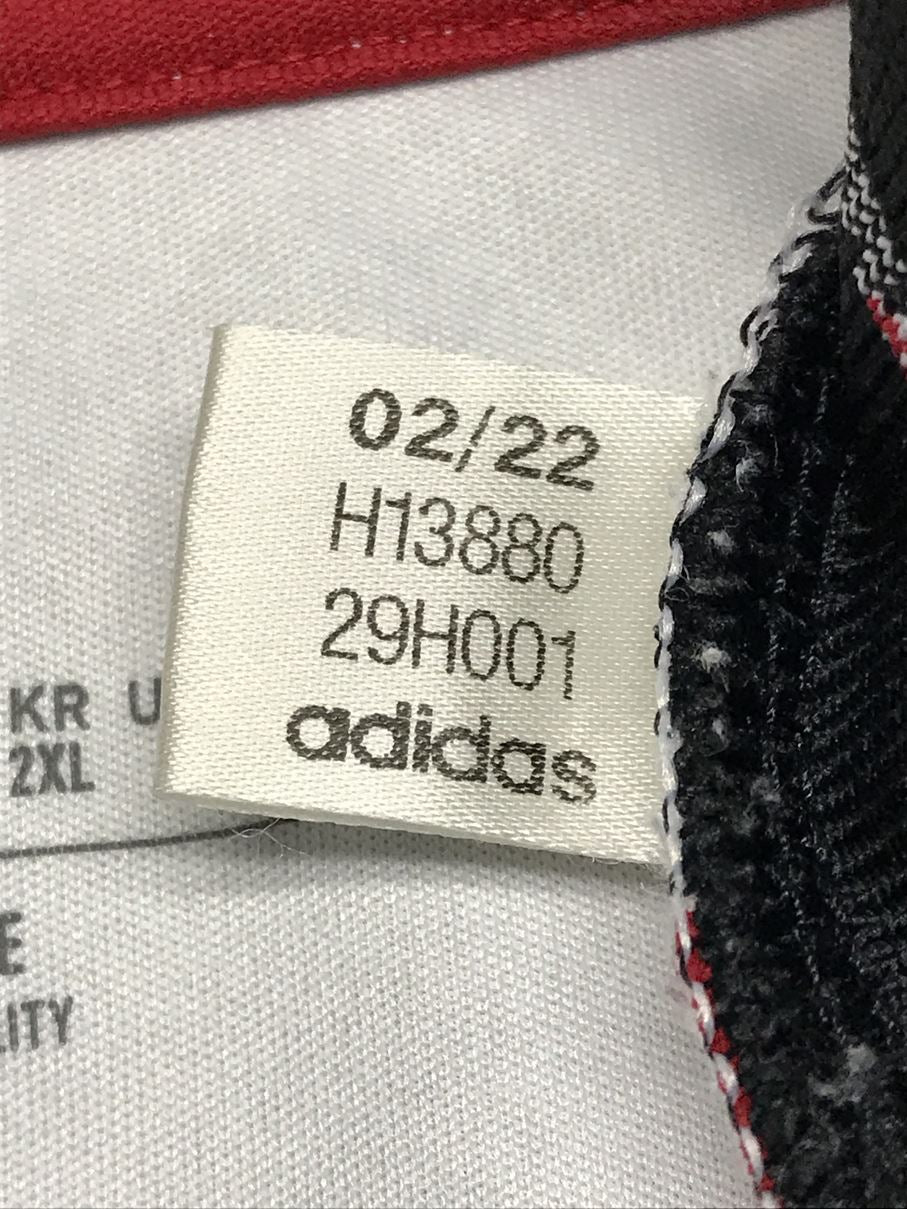 02/22
H13880
29H001
adidas
KR U
2XL
E
LITY